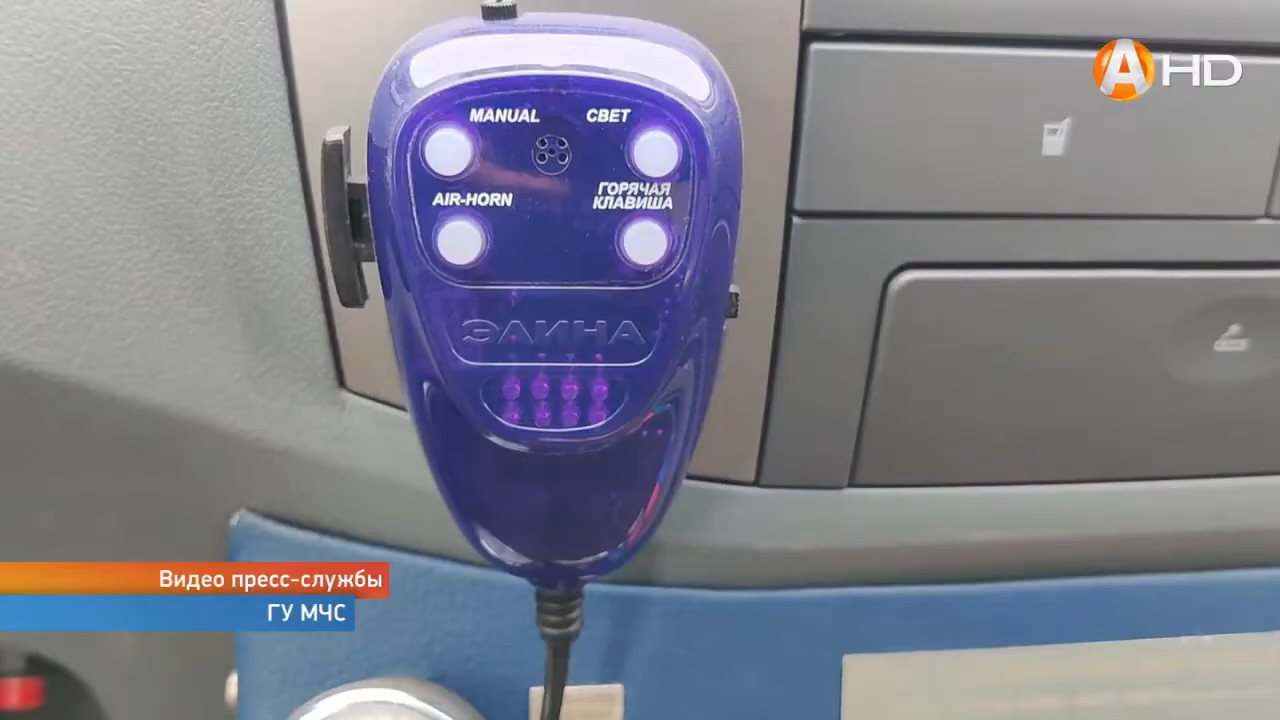 А HD
MANUAL СВЕТ
AIR-HORN ГОРЯЧАЯ
КЛАВИША
ЭЛИНА
Видео пресс-службы
ГУ МЧС